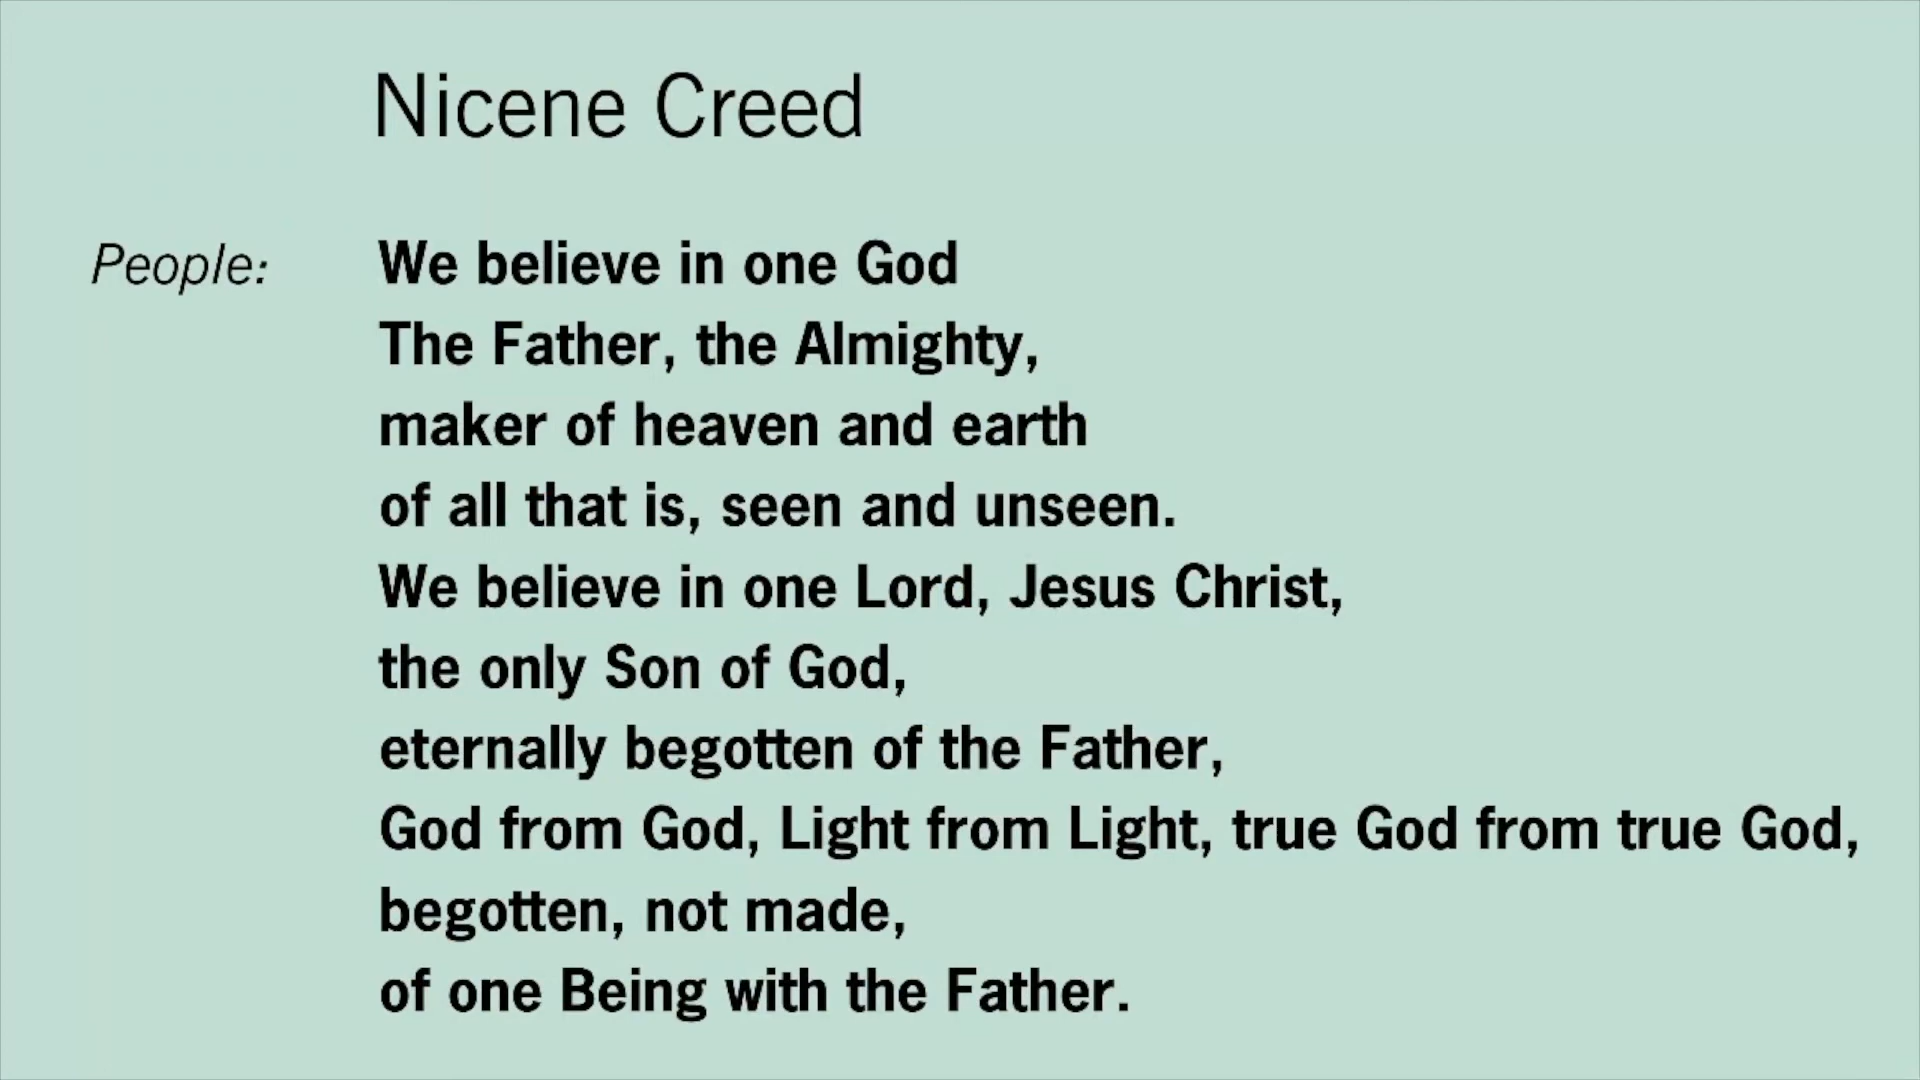 Nicene Creed
People: We believe in one God
The Father, the Almighty,
maker of heaven and earth
of all that is, seen and unseen.
We believe in one Lord, Jesus Christ,
the only Son of God,
eternally begotten of the Father,
God from God, Light from Light, true God from true God,
begotten, not made,
of one Being with the Father.